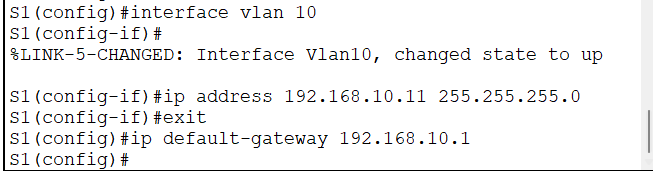 S1(config)#interface vlan 10
S1(config-if)#
%LINK-5-CHANGED: Interface Vlan10, changed state to up

S1(config-if)#ip address 192.168.10.11 255.255.255.0
S1(config-if)#exit
S1(config)#ip default-gateway 192.168.10.1
S1(config)#